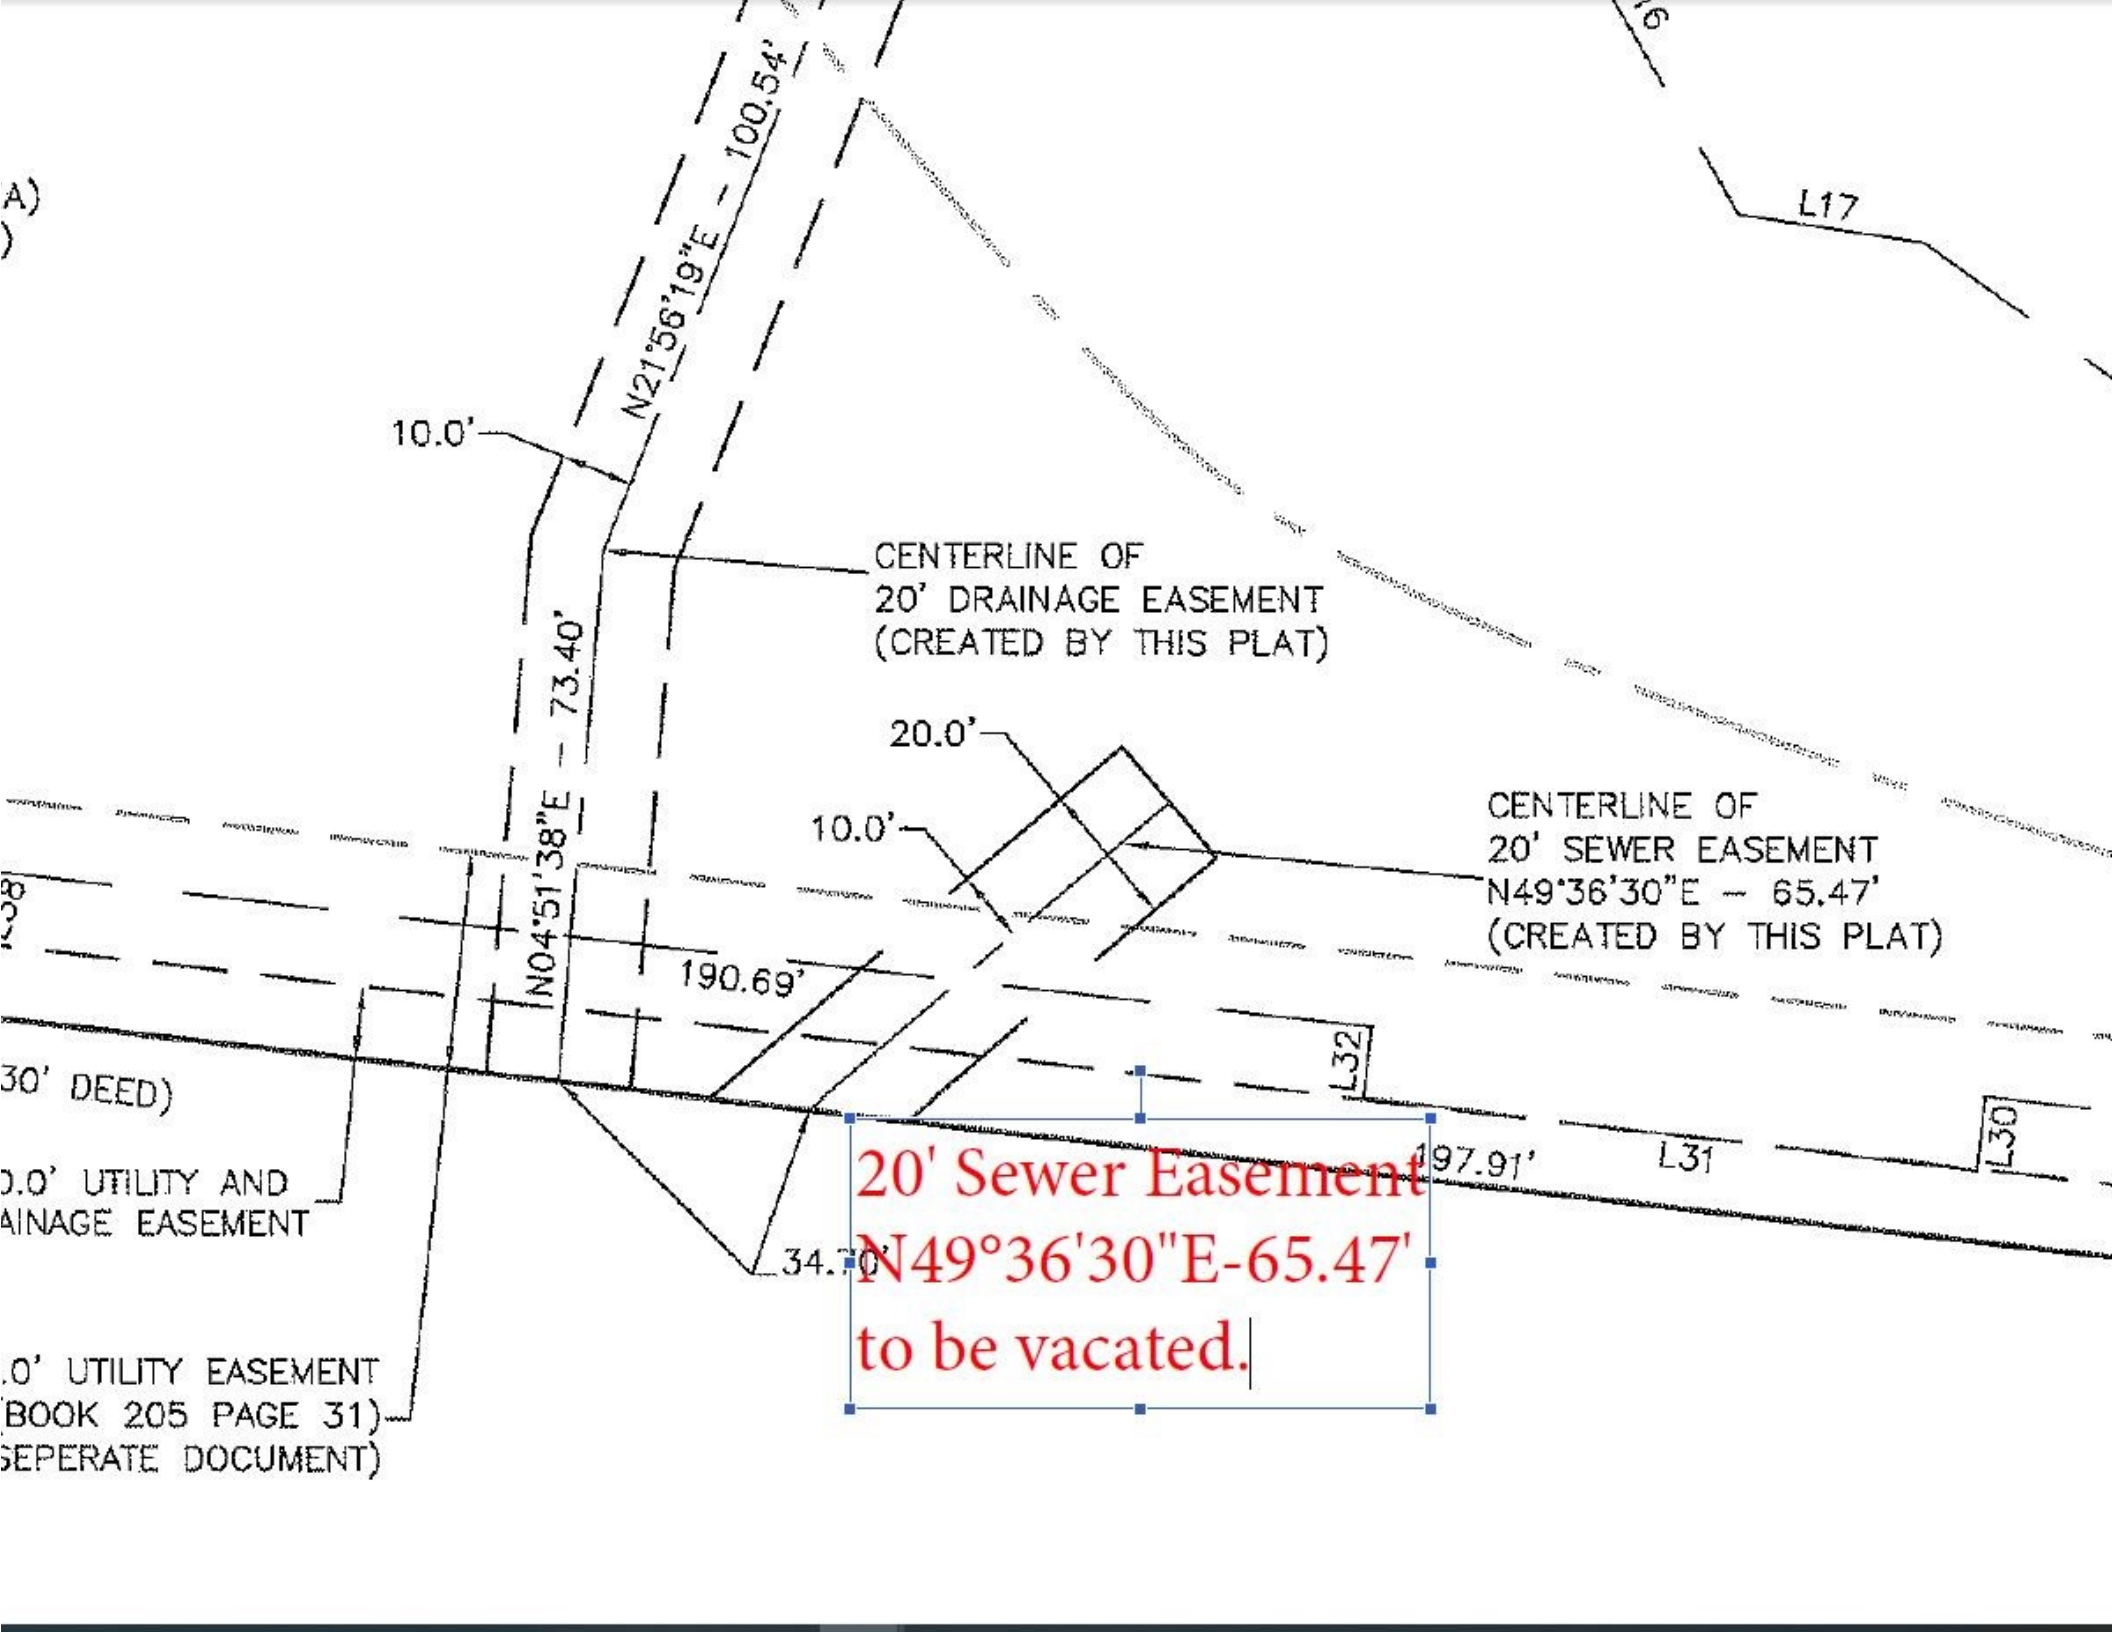 16
L17
A)
)
N21°56'19"E - 100.54'
10.0'
CENTERLINE OF
20' DRAINAGE EASEMENT
(CREATED BY THIS PLAT)
N04°51'38"E - 73.40'
20.0'
10.0'
CENTERLINE OF
20' SEWER EASEMENT
N49°36'30"E - 65.47'
(CREATED BY THIS PLAT)
190.69'
L32
30' DEED)
L30
197.91'
L31
0.0' UTILITY AND
AINAGE EASEMENT
20' Sewer Easement
N49°36'30"E-65.47'
to be vacated.
.0' UTILITY EASEMENT
(BOOK 205 PAGE 31)
SEPERATE DOCUMENT)